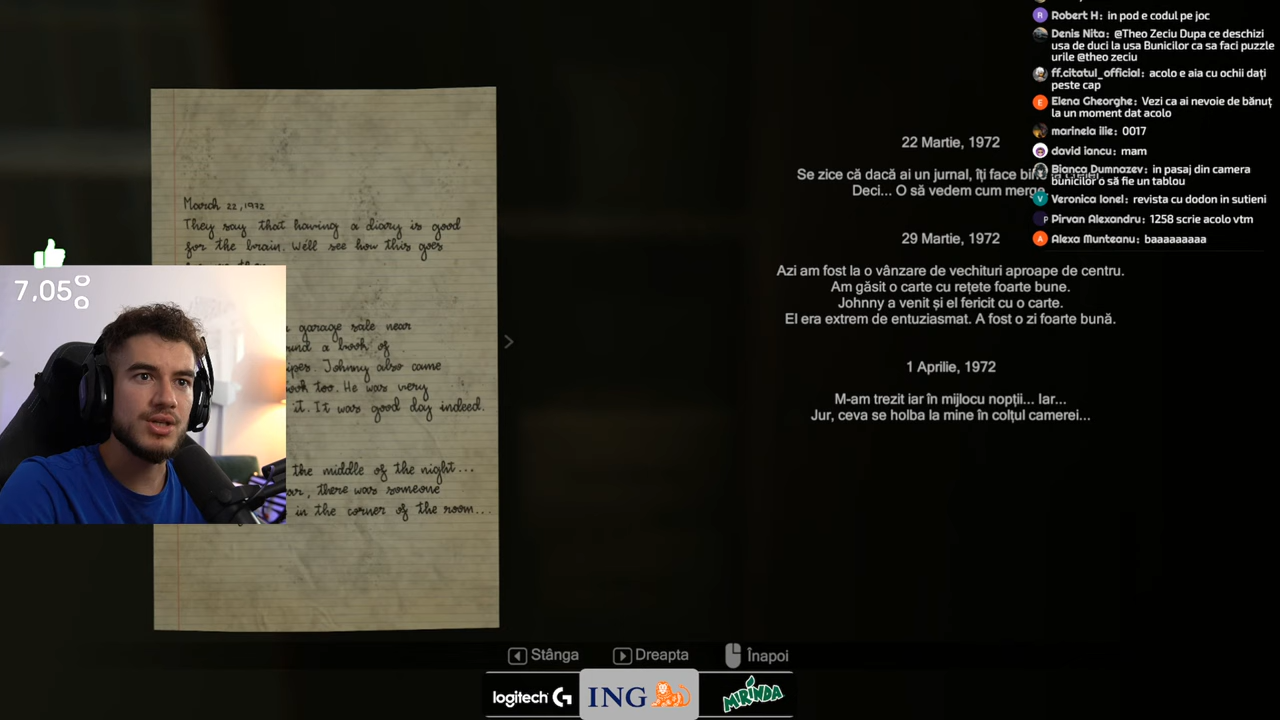 March 22, 1972
They say that having a diary is good
for the brain. We'll see how this goes
garage sale near
a book of
Johnny also came
too. He was very
it. It was good day indeed.
the middle of the night...
there was someone
in the corner of the room...
7,05
22 Martie, 1972
Se zice că dacă ai un jurnal, îți face
Deci... O să vedem cum merge
29 Martie, 1972
Azi am fost la o vânzare de vechituri aproape de centru.
Am găsit o carte cu rețete foarte bune.
Johnny a venit și el fericit cu o carte.
El era extrem de entuziasmat. A fost o zi foarte bună.
1 Aprilie, 1972
M-am trezit iar în mijlocu nopții... Iar...
Jur, ceva se holba la mine în colțul camerei...
Robert H: in pod e codul pe joc
Denis Nita: @Theo Zeciu Dupa ce deschizi
usa de duci la usa Bunicilor ca sa faci puzzle
urile @theo zeciu
ff.citatul_official: acolo e aia cu ochii dați
peste cap
Elena Gheorghe: Vezi ca ai nevoie de bănuț
la un moment dat acolo
marinela ilie: 0017
david iancu: mam
Bianca Dumnazev: in pasaj din camera
bunicilor o să fie un tablou
Veronica Ionel: revista cu dodon in sutieni
Pirvan Alexandru: 1258 scrie acolo vtm
Alexa Munteanu: baaaaaaaaa
Stânga
Dreapta
Înapoi
logitech G
ING
MIRINDA